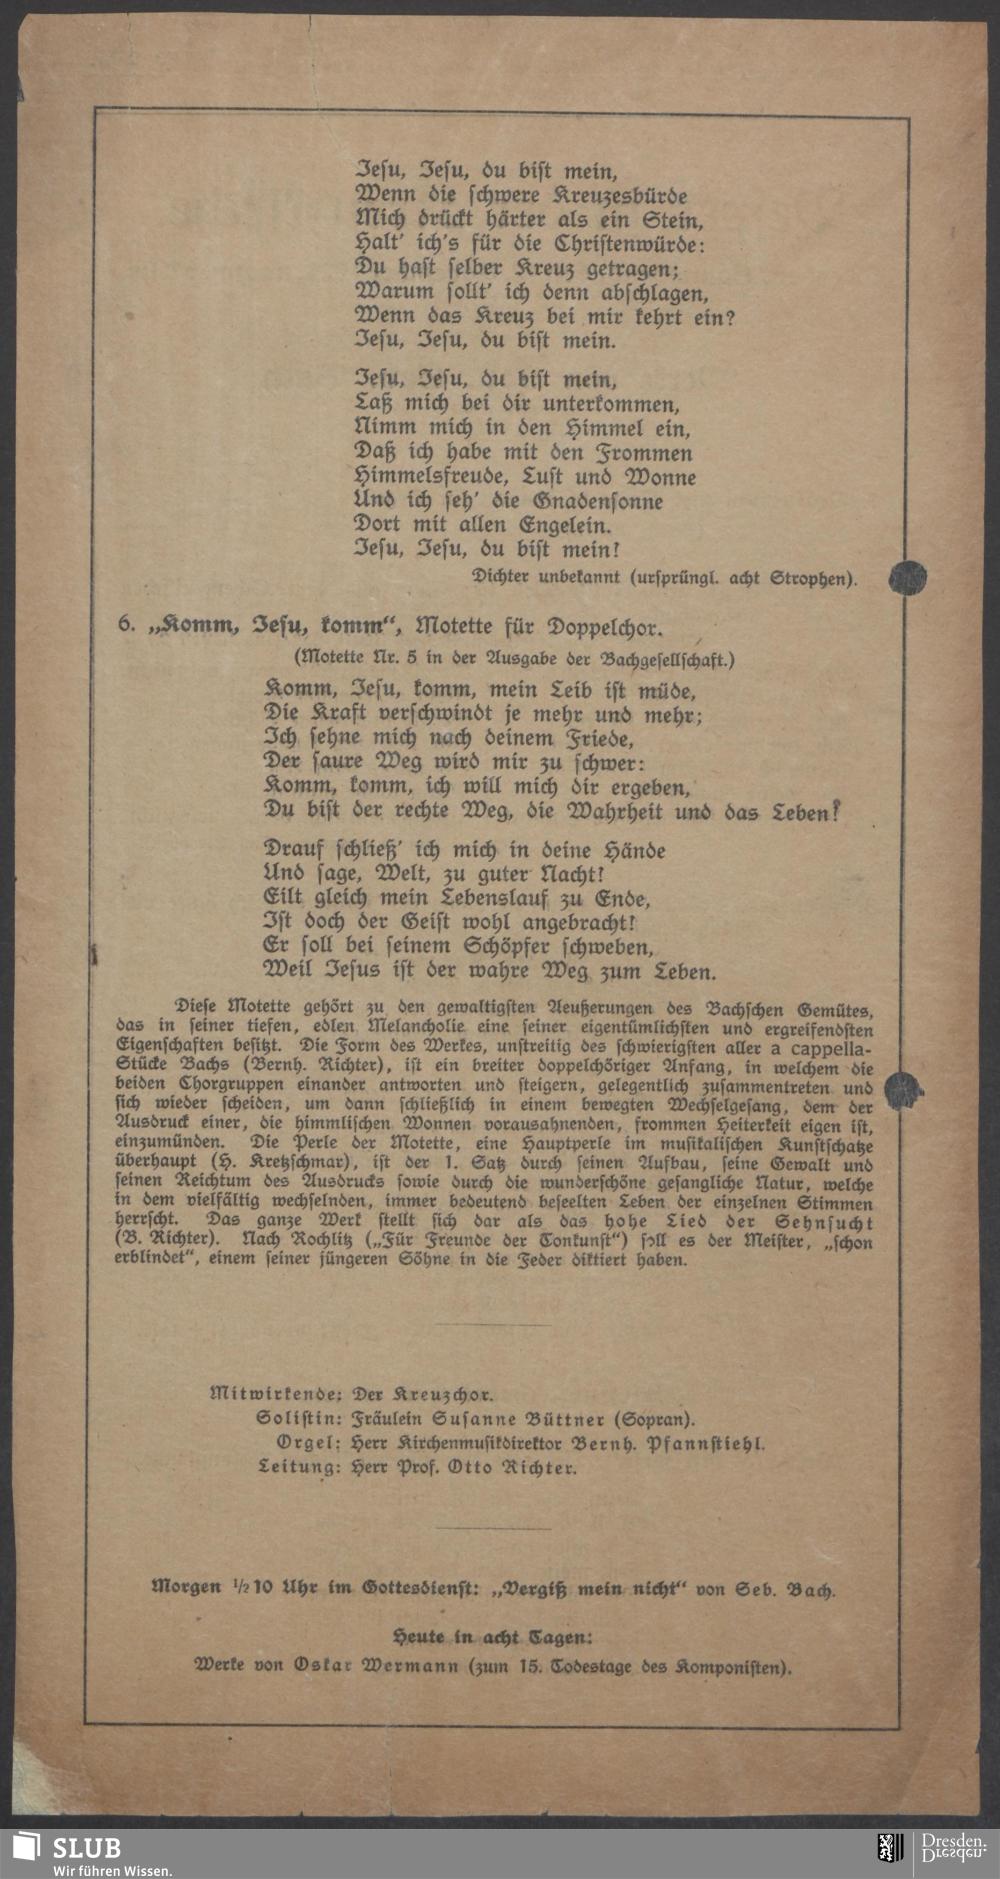 Jesu, Jesu, du bist mein,
Wenn die schwere Kreuzesbürde
Mich drückt härter als ein Stein,
Halt' ich's für die Christenwürde:
Du hast selber Kreuz getragen;
Warum sollt' ich denn abschlagen,
Wenn das Kreuz bei mir kehrt ein?
Jesu, Jesu, du bist mein.
Jesu, Jesu, du bist mein,
Laß mich bei dir unterkommen,
Nimm mich in den Himmel ein,
Daß ich habe mit den Frommen
Himmelsfreude, Lust und Wonne
Und ich seh' die Gnadensonne
Dort mit allen Engelein.
Jesu, Jesu, du bist mein!
Dichter unbekannt (ursprüngl. acht Strophen).
6. „Komm, Jesu, komm“, Motette für Doppelchor.
(Motette Nr. 5 in der Ausgabe der Bachgesellschaft.)
Komm, Jesu, komm, mein Leib ist müde,
Die Kraft verschwindt je mehr und mehr;
Ich sehne mich nach deinem Friede,
Der saure Weg wird mir zu schwer:
Komm, komm, ich will mich dir ergeben,
Du bist der rechte Weg, die Wahrheit und das Leben!
Drauf schließ' ich mich in deine Hände
Und sage, Welt, zu guter Nacht!
Eilt gleich mein Lebenslauf zu Ende,
Ist doch der Geist wohl angebracht!
Er soll bei seinem Schöpfer schweben,
Weil Jesus ist der wahre Weg zum Leben.
Diese Motette gehört zu den gewaltigsten Aeußerungen des Bachschen Gemütes,
das in seiner tiefen, edlen Melancholie eine seiner eigentümlichsten und ergreifendsten
Eigenschaften besitzt. Die Form des Werkes, unstreitig des schwierigsten aller a cappella-
Stücke Bachs (Bernh. Richter), ist ein breiter doppelchöriger Anfang, in welchem die
beiden Chorgruppen einander antworten und steigern, gelegentlich zusammentreten und
sich wieder scheiden, um dann schließlich in einem bewegten Wechselgesang, dem der
Ausdruck einer, die himmlischen Wonnen vorausahnenden, frommen Heiterkeit eigen ist,
einzumünden. Die Perle der Motette, eine Hauptperle im musikalischen Kunstschatze
überhaupt (H. Kretzschmar), ist der 1. Satz durch seinen Aufbau, seine Gewalt und
seinen Reichtum des Ausdrucks sowie durch die wunderschöne gesangliche Natur, welche
in dem vielfältig wechselnden, immer bedeutend beseelten Leben der einzelnen Stimmen
herrscht. Das ganze Werk stellt sich dar als das hohe Lied der Sehnsucht
(B. Richter). Nach Rochlitz („Für Freunde der Tonkunst“) soll es der Meister, „schon
erblindet“, einem seiner jüngeren Söhne in die Feder diktiert haben.
Mitwirkende: Der Kreuzchor.
Solistin: Fräulein Susanne Büttner (Sopran).
Orgel: Herr Kirchenmusikdirektor Bernh. Pfannstiehl.
Leitung: Herr Prof. Otto Richter.
Morgen ½10 Uhr im Gottesdienst: „Vergiß mein nicht“ von Seb. Bach.
Heute in acht Tagen:
Werke von Oskar Wermann (zum 15. Todestage des Komponisten).
SLUB
Wir führen Wissen.
Dresden.
Dresden.